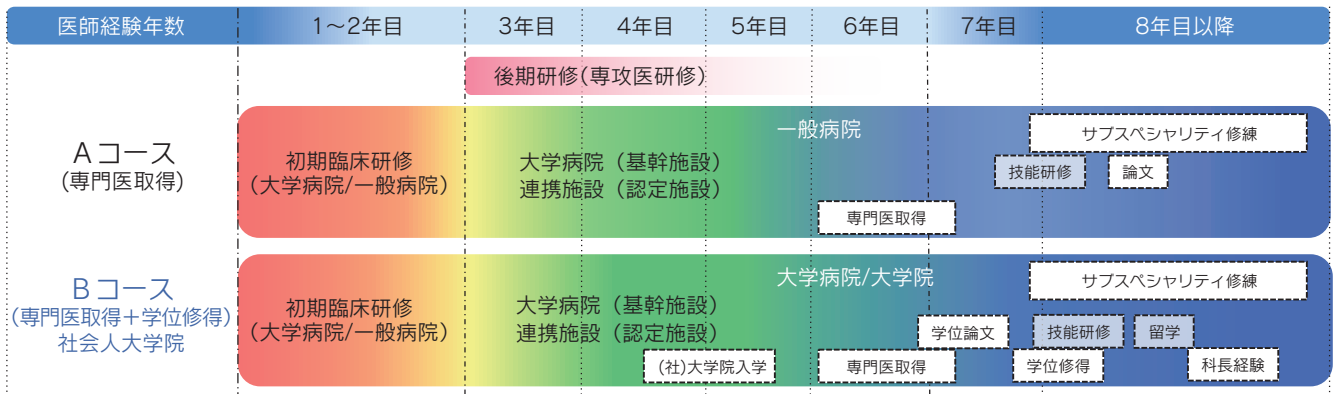 医師経験年数 1～2年目 3年目 4年目 5年目 6年目 7年目 8年目以降
後期研修(専攻医研修)
Aコース
(専門医取得)
初期臨床研修
(大学病院/一般病院)
大学病院（基幹施設）
連携施設（認定施設）
一般病院
サブスペシャリティ修練
技能研修
論文
専門医取得
Bコース
(専門医取得＋学位修得)
社会人大学院
初期臨床研修
(大学病院/一般病院)
大学病院（基幹施設）
連携施設（認定施設）
大学病院/大学院
サブスペシャリティ修練
学位論文
技能研修
留学
(社)大学院入学
専門医取得
学位修得
科長経験